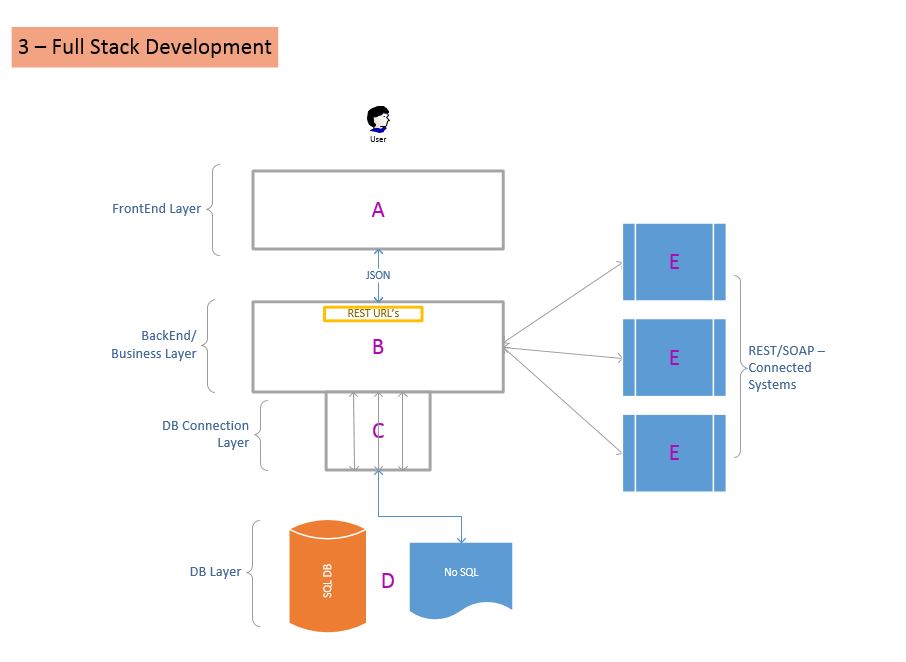 3 – Full Stack Development
User
FrontEnd Layer
A
JSON
REST URL's
BackEnd/
Business Layer
B
DB Connection
Layer
C
E
E
E
REST/SOAP –
Connected
Systems
DB Layer
SQL DB
D
No SQL